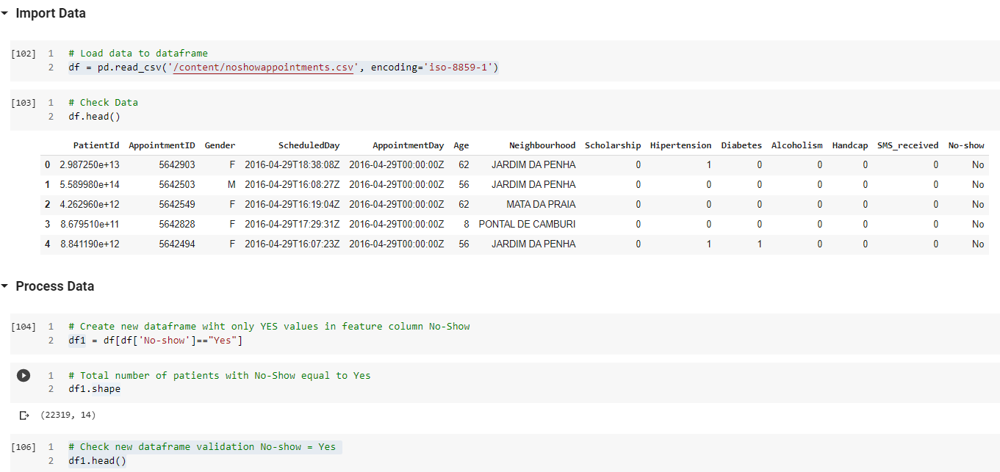 Import Data
[102] 1 # Load data to dataframe
2 df = pd.read_csv('/content/noshowappointments.csv', encoding='iso-8859-1')
[103] 1 # Check Data
2 df.head()
PatientId AppointmentID Gender ScheduledDay AppointmentDay Age Neighbourhood Scholarship Hipertension Diabetes Alcoholism Handcap SMS_received No-show
0 2.987250e+13 5642903 F 2016-04-29T18:38:08Z 2016-04-29T00:00:00Z 62 JARDIM DA PENHA 0 1 0 0 0 0 No
1 5.589980e+14 5642503 M 2016-04-29T16:08:27Z 2016-04-29T00:00:00Z 56 JARDIM DA PENHA 0 0 0 0 0 0 No
2 4.262960e+12 5642549 F 2016-04-29T16:19:04Z 2016-04-29T00:00:00Z 62 MATA DA PRAIA 0 0 0 0 0 0 No
3 8.679510e+11 5642828 F 2016-04-29T17:29:31Z 2016-04-29T00:00:00Z 8 PONTAL DE CAMBURI 0 0 0 0 0 0 No
4 8.841190e+12 5642494 F 2016-04-29T16:07:23Z 2016-04-29T00:00:00Z 56 JARDIM DA PENHA 0 1 1 0 0 0 No
Process Data
[104] 1 # Create new dataframe wiht only YES values in feature column No-Show
2 df1 = df[df['No-show']=="Yes"]
1 # Total number of patients with No-Show equal to Yes
2 df1.shape
(22319, 14)
[106] 1 # Check new dataframe validation No-show = Yes
2 df1.head()